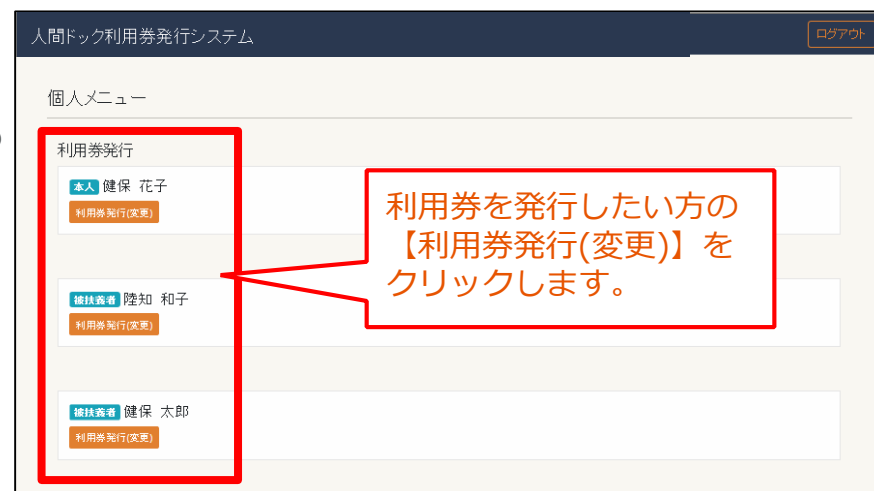 人間ドック利用券発行システム
ログアウト
個人メニュー
利用券発行
本人 健保 花子
利用券発行(変更)
被扶養者 陸知 和子
利用券発行(変更)
被扶養者 健保 太郎
利用券発行(変更)
利用券を発行したい方の
【利用券発行(変更)】を
クリックします。